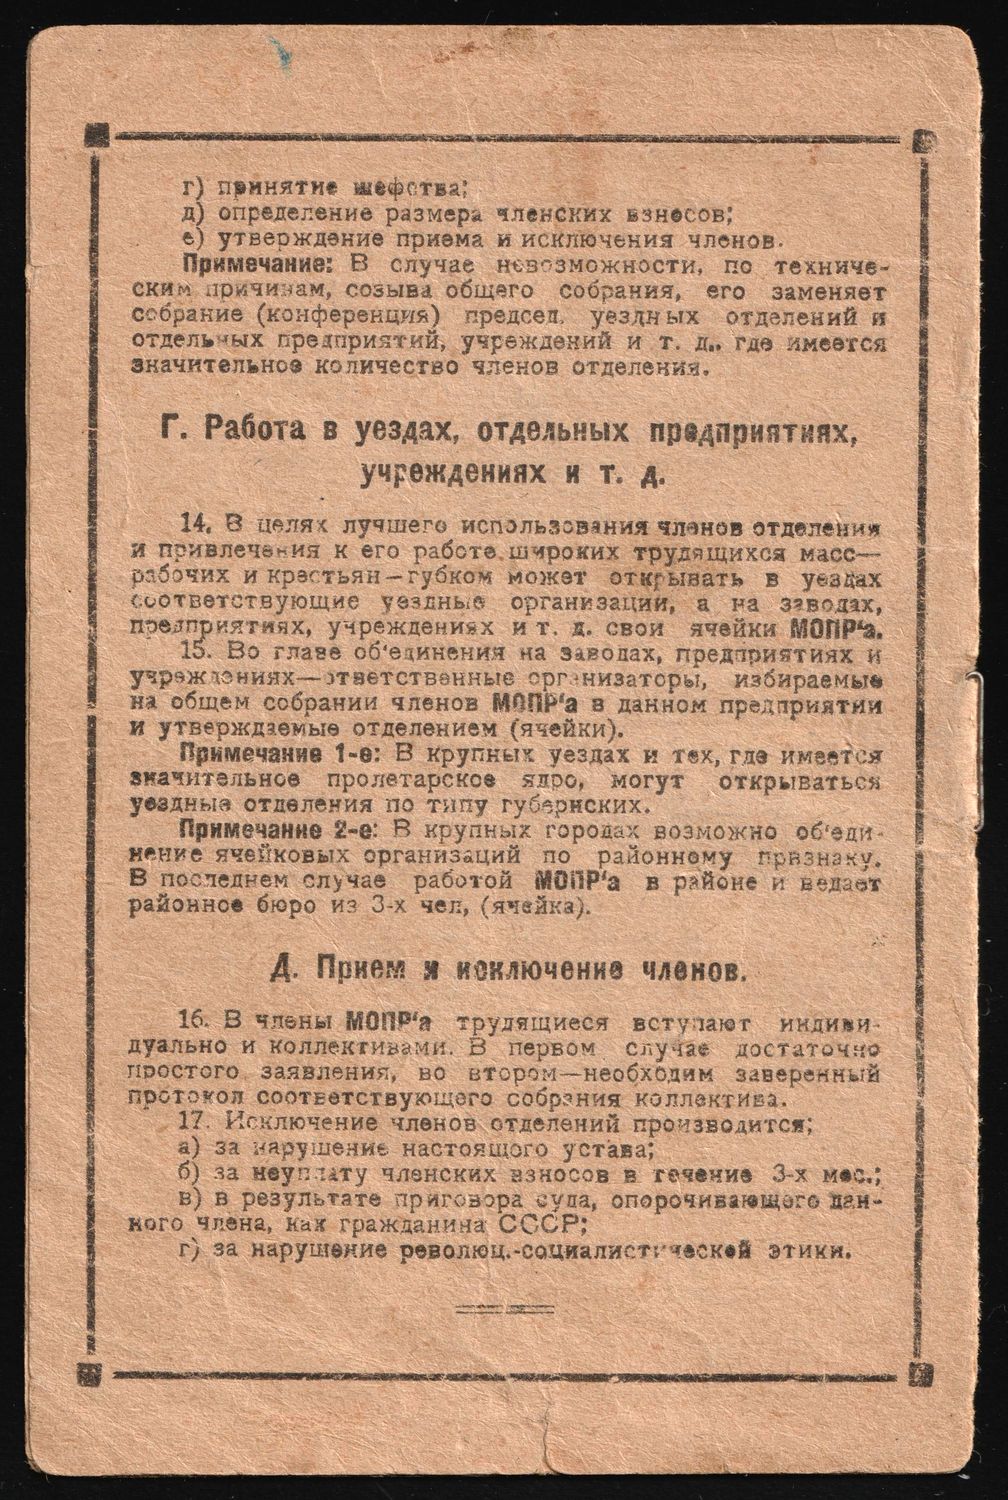 г) принятие шефства;
д) определение размера членских взносов;
е) утверждение приема и исключения членов.
Примечание: В случае невозможности, по техниче-
ским причинам, созыва общего собрания, его заменяет
собрание (конференция) председ. уездных отделений и
отдельных предприятий, учреждений и т. д., где имеется
значительное количество членов отделения.
Г. Работа в уездах, отдельных предприятиях,
учреждениях и т. д.
14. В целях лучшего использования членов отделения
и привлечения к его работе широких трудящихся масс—
рабочих и крестьян—губком может открывать в уездах
соответствующие уездные организации, а на заводах,
предприятиях, учреждениях и т. д. свои ячейки МОПР‘а.
15. Во главе об‘единения на заводах, предприятиях и
учреждениях—ответственные организаторы, избираемые
на общем собрании членов МОПР‘а в данном предприятии
и утверждаемые отделением (ячейки).
Примечание 1-е: В крупных уездах и тех, где имеется
значительное пролетарское ядро, могут открываться
уездные отделения по типу губернских.
Примечание 2-е: В крупных городах возможно об‘еди-
нение ячейковых организаций по районному признаку.
В последнем случае работой МОПР‘а в районе и ведает
районное бюро из 3-х чел, (ячейка).
Д. Прием и исключение членов.
16. В члены МОПР‘а трудящиеся вступают индиви-
дуально и коллективами. В первом случае достаточно
простого заявления, во втором—необходим заверенный
протокол соответствующего собрания коллектива.
17. Исключение членов отделений производится;
а) за нарушение настоящого устава;
б) за неуплату членских взносов в течение 3-х мес.;
в) в результате приговора суда, опорочивающего дан-
ного члена, как гражданина СССР;
г) за нарушение революц.-социалистической этики.